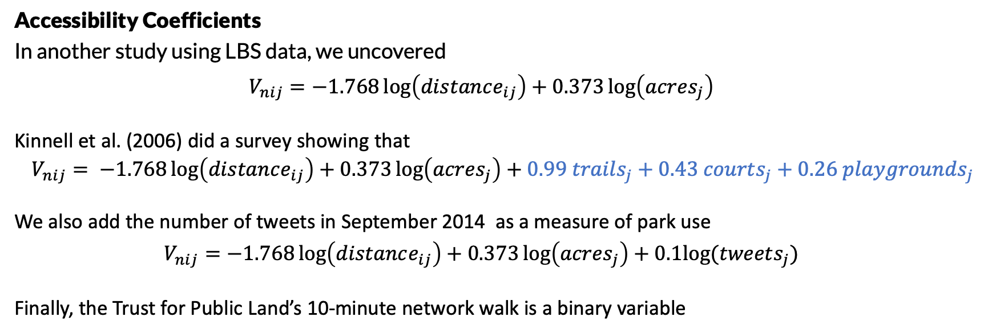 Accessibility Coefficients
In another study using LBS data, we uncovered
V_{nij} = −1.768 log(distance_{ij}) + 0.373 log(acres_j)
Kinnell et al. (2006) did a survey showing that
V_{nij} = −1.768 log(distance_{ij}) + 0.373 log(acres_j) + 0.99 trails_j + 0.43 courts_j + 0.26 playgrounds_j
We also add the number of tweets in September 2014 as a measure of park use
V_{nij} = −1.768 log(distance_{ij}) + 0.373 log(acres_j) + 0.1log(tweets_j)
Finally, the Trust for Public Land’s 10-minute network walk is a binary variable